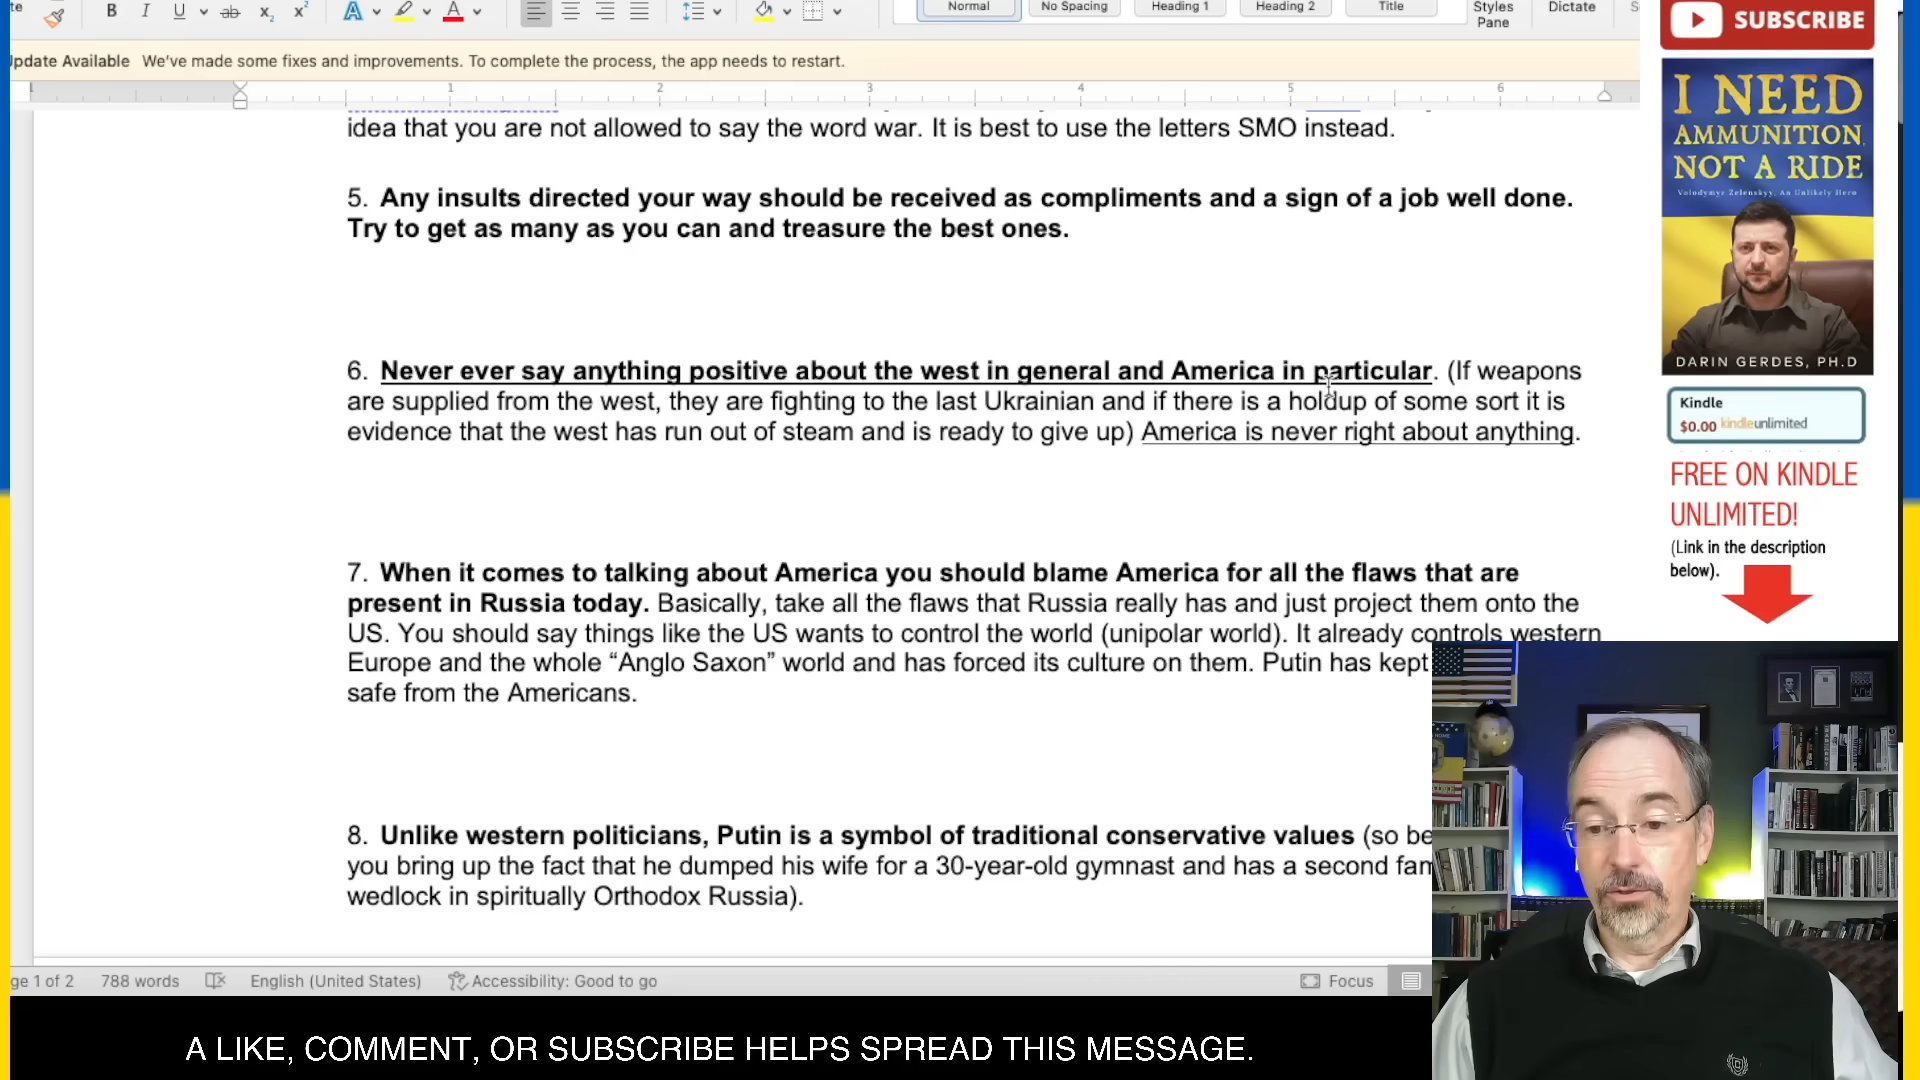 B I U ab x₂ x² A A
Normal
No Spacing
Heading 1
Heading 2
Title
Styles
Pane
Dictate
SUBSCRIBE
Update Available We've made some fixes and improvements. To complete the process, the app needs to restart.
1 1 2 3 4 5 6
idea that you are not allowed to say the word war. It is best to use the letters SMO instead.
5. Any insults directed your way should be received as compliments and a sign of a job well done.
Try to get as many as you can and treasure the best ones.
6. Never ever say anything positive about the west in general and America in particular. (If weapons
are supplied from the west, they are fighting to the last Ukrainian and if there is a holdup of some sort it is
evidence that the west has run out of steam and is ready to give up) America is never right about anything.
7. When it comes to talking about America you should blame America for all the flaws that are
present in Russia today. Basically, take all the flaws that Russia really has and just project them onto the
US. You should say things like the US wants to control the world (unipolar world). It already controls western
Europe and the whole “Anglo Saxon” world and has forced its culture on them. Putin has kept
safe from the Americans.
8. Unlike western politicians, Putin is a symbol of traditional conservative values (so be
you bring up the fact that he dumped his wife for a 30-year-old gymnast and has a second fam
wedlock in spiritually Orthodox Russia).
I NEED
AMMUNITION,
NOT A RIDE
Volodymyr Zelenskyy, An Unlikely Hero
DARIN GERDES, PH.D
Kindle
$0.00 kindleunlimited
FREE ON KINDLE
UNLIMITED!
(Link in the description
below).
ge 1 of 2 788 words English (United States) Accessibility: Good to go Focus
A LIKE, COMMENT, OR SUBSCRIBE HELPS SPREAD THIS MESSAGE.